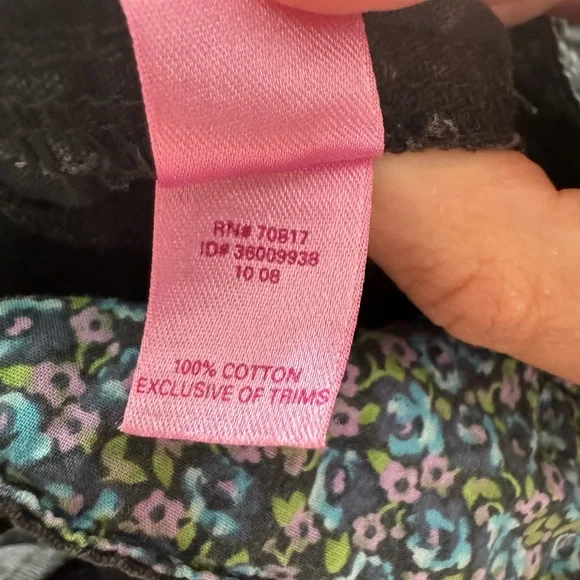 RN# 70817
ID# 36009938
10 08
100% COTTON
EXCLUSIVE OF TRIMS